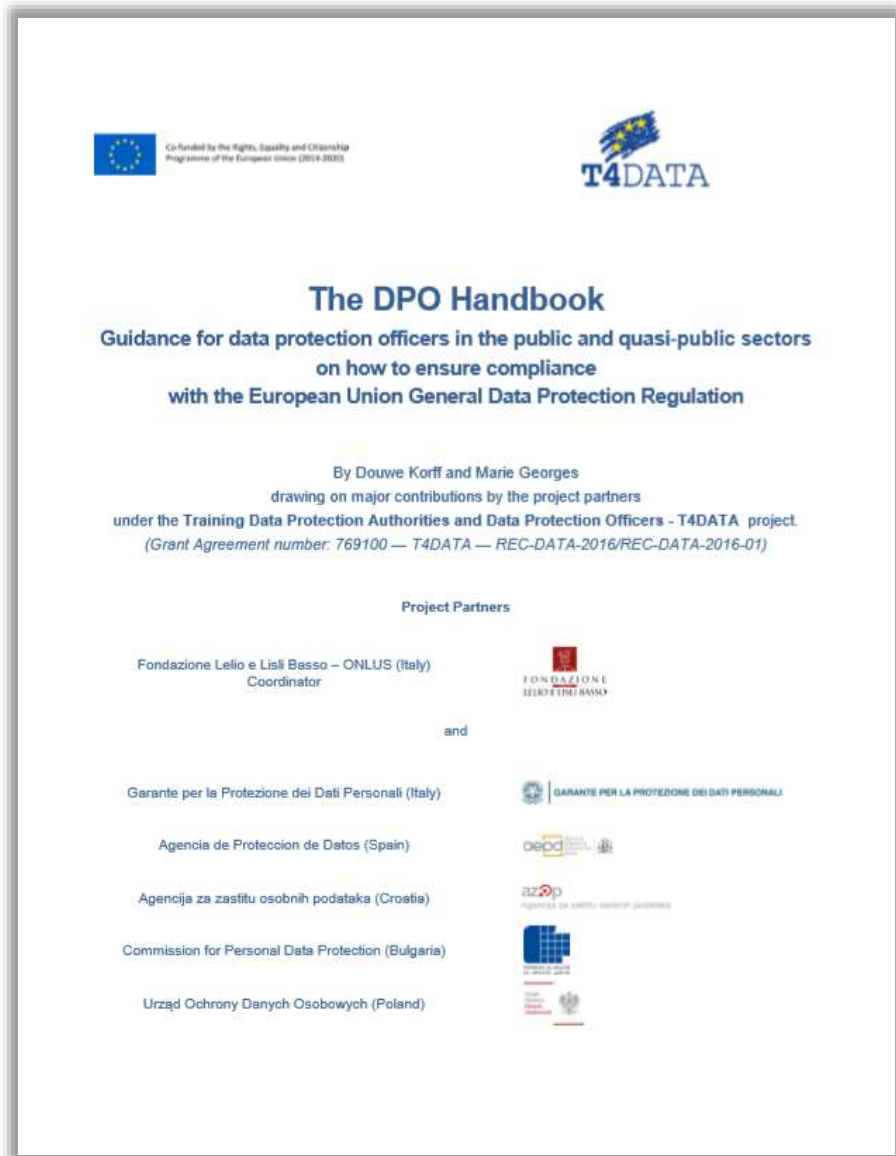 Co-funded by the Rights, Equality and Citizenship
Programme of the European Union (2014-2020)
T4DATA
The DPO Handbook
Guidance for data protection officers in the public and quasi-public sectors
on how to ensure compliance
with the European Union General Data Protection Regulation
By Douwe Korff and Marie Georges
drawing on major contributions by the project partners
under the Training Data Protection Authorities and Data Protection Officers - T4DATA project.
(Grant Agreement number: 769100 — T4DATA — REC-DATA-2016/REC-DATA-2016-01)
Project Partners
Fondazione Lelio e Lisli Basso – ONLUS (Italy)
Coordinator
FONDAZIONE
LELIO E LISLI BASSO
and
Garante per la Protezione dei Dati Personali (Italy)
GARANTE PER LA PROTEZIONE DEI DATI PERSONALI
Agencia de Proteccion de Datos (Spain)
aepd
Agencija za zastitu osobnih podataka (Croatia)
azop
Agencija za zaštitu osobnih podataka
Commission for Personal Data Protection (Bulgaria)
Urząd Ochrony Danych Osobowych (Poland)